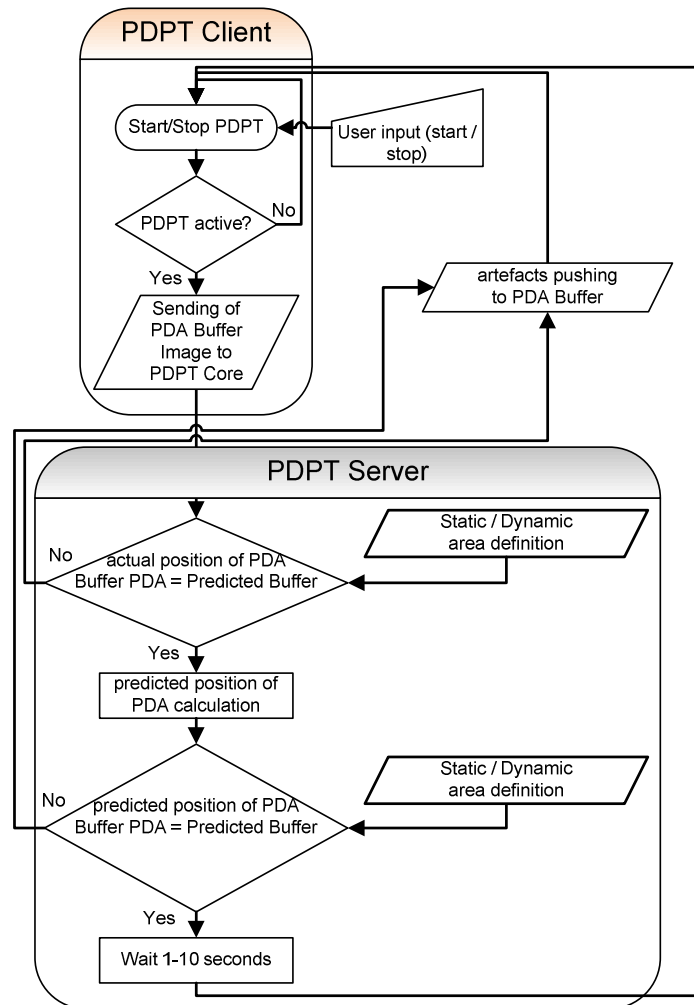 PDPT Client
Start/Stop PDPT
User input (start /
stop)
PDPT active?
No
Yes
Sending of
PDA Buffer
Image to
PDPT Core
artefacts pushing
to PDA Buffer
PDPT Server
Static / Dynamic
area definition
No
actual position of PDA
Buffer PDA = Predicted Buffer
Yes
predicted position of
PDA calculation
Static / Dynamic
area definition
No
predicted position of PDA
Buffer PDA = Predicted Buffer
Yes
Wait 1-10 seconds